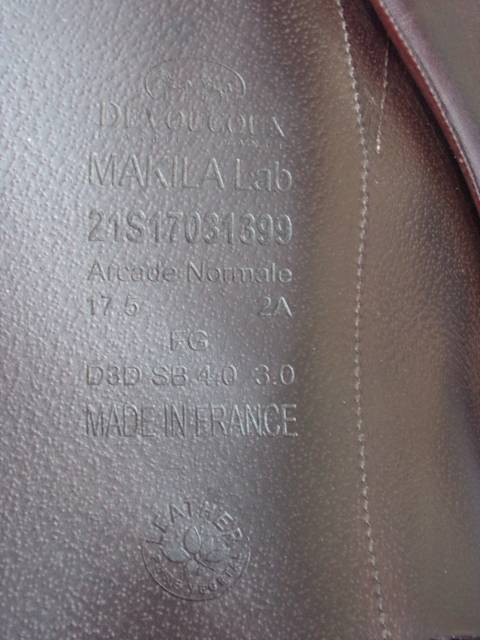 DEVOUCOUX
MAKILA Lab
21S17031399
Arcade Normale
17.5 2A
FG
D3D SB 4.0 3.0
MADE IN FRANCE
LEATHER